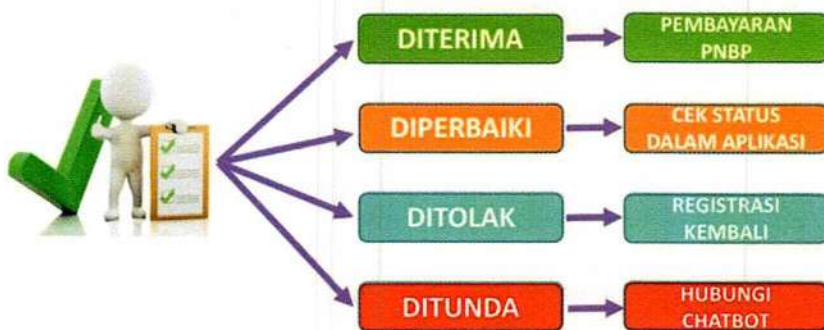 DITERIMA
PEMBAYARAN
PNBP
DIPERBAIKI
CEK STATUS
DALAM APLIKASI
DITOLAK
REGISTRASI
KEMBALI
DITUNDA
HUBUNGI
CHATBOT